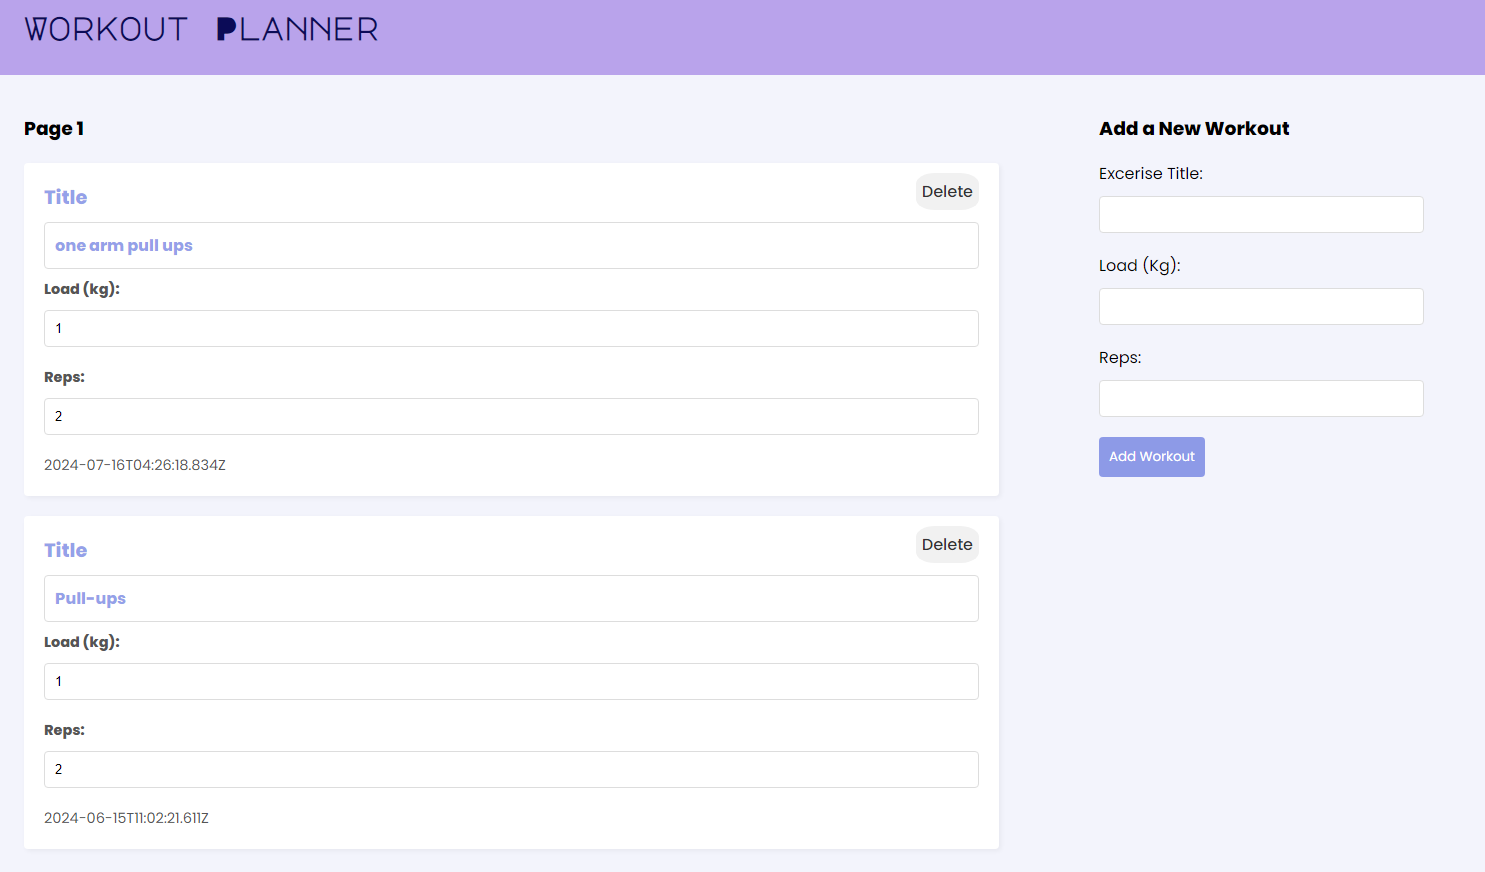 WORKOUT PLANNER
Page 1
Title
Delete
one arm pull ups
Load (kg):
1
Reps:
2
2024-07-16T04:26:18.834Z
Title
Delete
Pull-ups
Load (kg):
1
Reps:
2
2024-06-15T11:02:21.611Z
Add a New Workout
Excerise Title:
Load (Kg):
Reps:
Add Workout